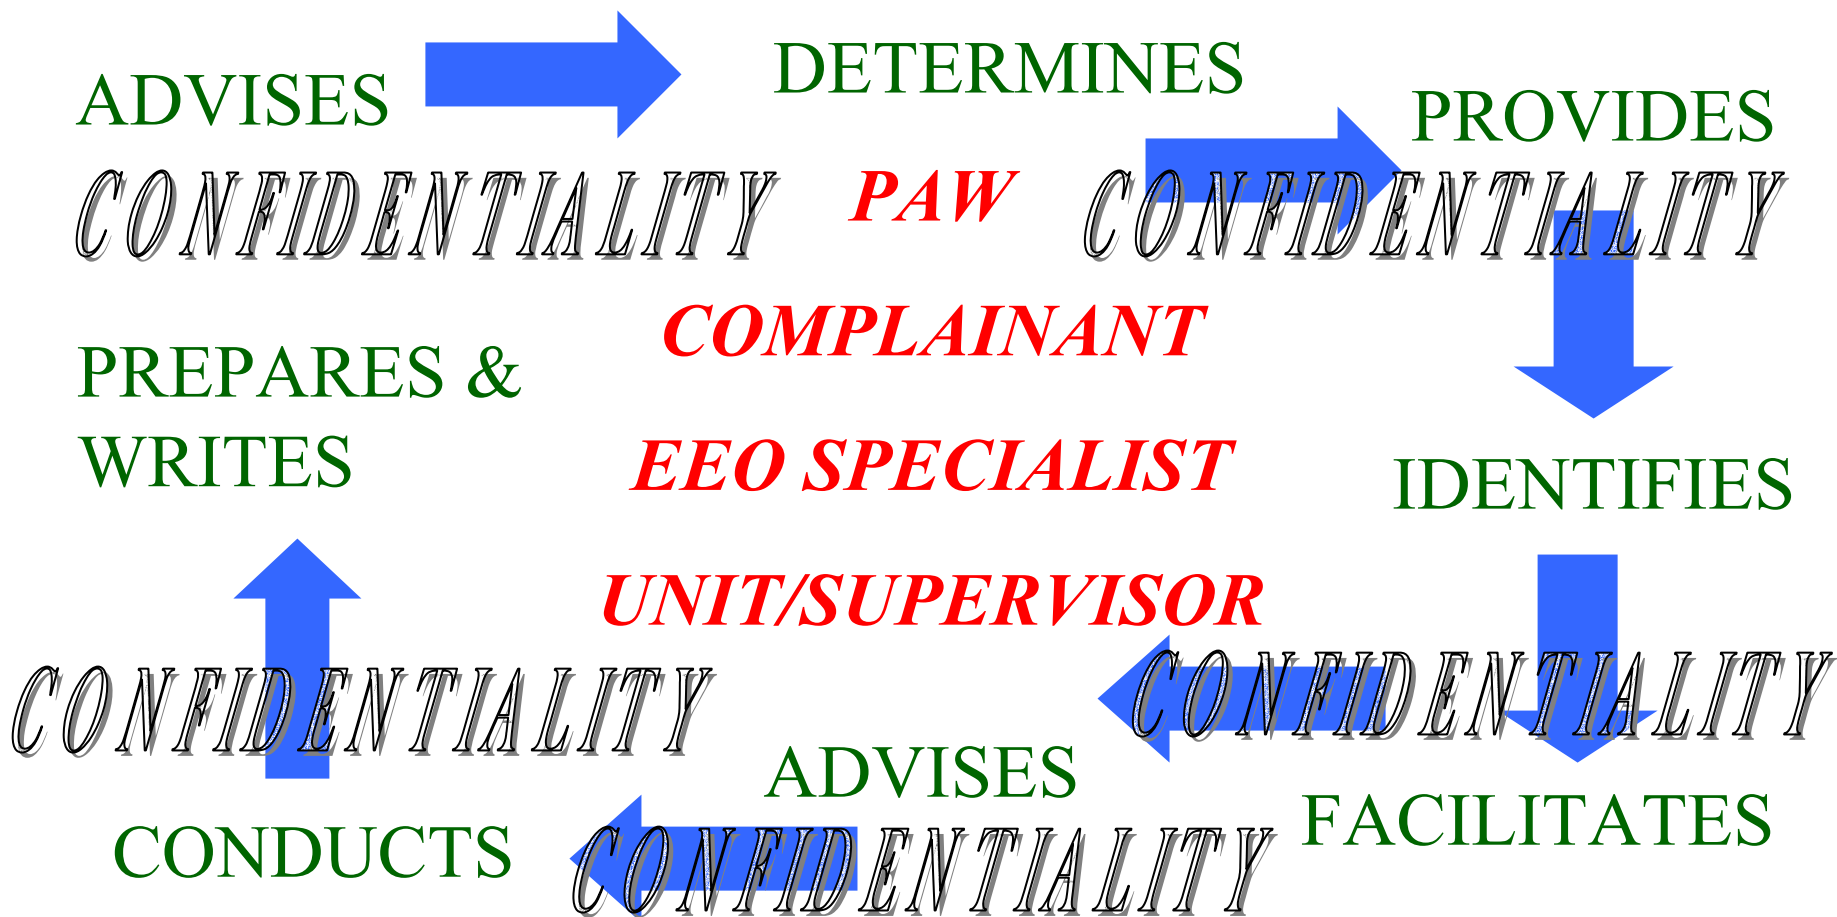 ADVISES
DETERMINES
PROVIDES
CONFIDENTIALITY
PAW
CONFIDENTIALITY
COMPLAINANT
PREPARES &
WRITES
EEO SPECIALIST
IDENTIFIES
UNIT/SUPERVISOR
CONFIDENTIALITY
CONFIDENTIALITY
ADVISES
FACILITATES
CONDUCTS
CONFIDENTIALITY